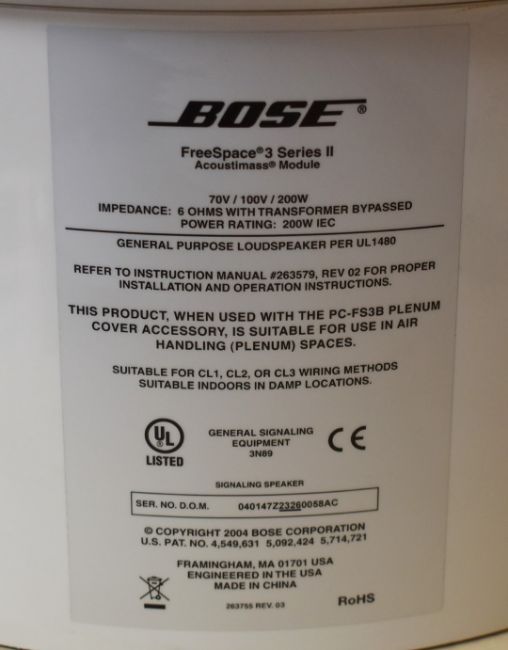 BOSE®
FreeSpace®3 Series II
Acoustimass® Module
70V / 100V / 200W
IMPEDANCE: 6 OHMS WITH TRANSFORMER BYPASSED
POWER RATING: 200W IEC
GENERAL PURPOSE LOUDSPEAKER PER UL1480
REFER TO INSTRUCTION MANUAL #263579, REV 02 FOR PROPER
INSTALLATION AND OPERATION INSTRUCTIONS.
THIS PRODUCT, WHEN USED WITH THE PC-FS3B PLENUM
COVER ACCESSORY, IS SUITABLE FOR USE IN AIR
HANDLING (PLENUM) SPACES.
SUITABLE FOR CL1, CL2, OR CL3 WIRING METHODS
SUITABLE INDOORS IN DAMP LOCATIONS.
UL
LISTED
GENERAL SIGNALING
EQUIPMENT
3N89
CE
SIGNALING SPEAKER
SER. NO. D.O.M. 040147Z23260058AC
© COPYRIGHT 2004 BOSE CORPORATION
U.S. PAT. NO. 4,549,631 5,092,424 5,714,721
FRAMINGHAM, MA 01701 USA
ENGINEERED IN THE USA
MADE IN CHINA
263755 REV. 03
RoHS